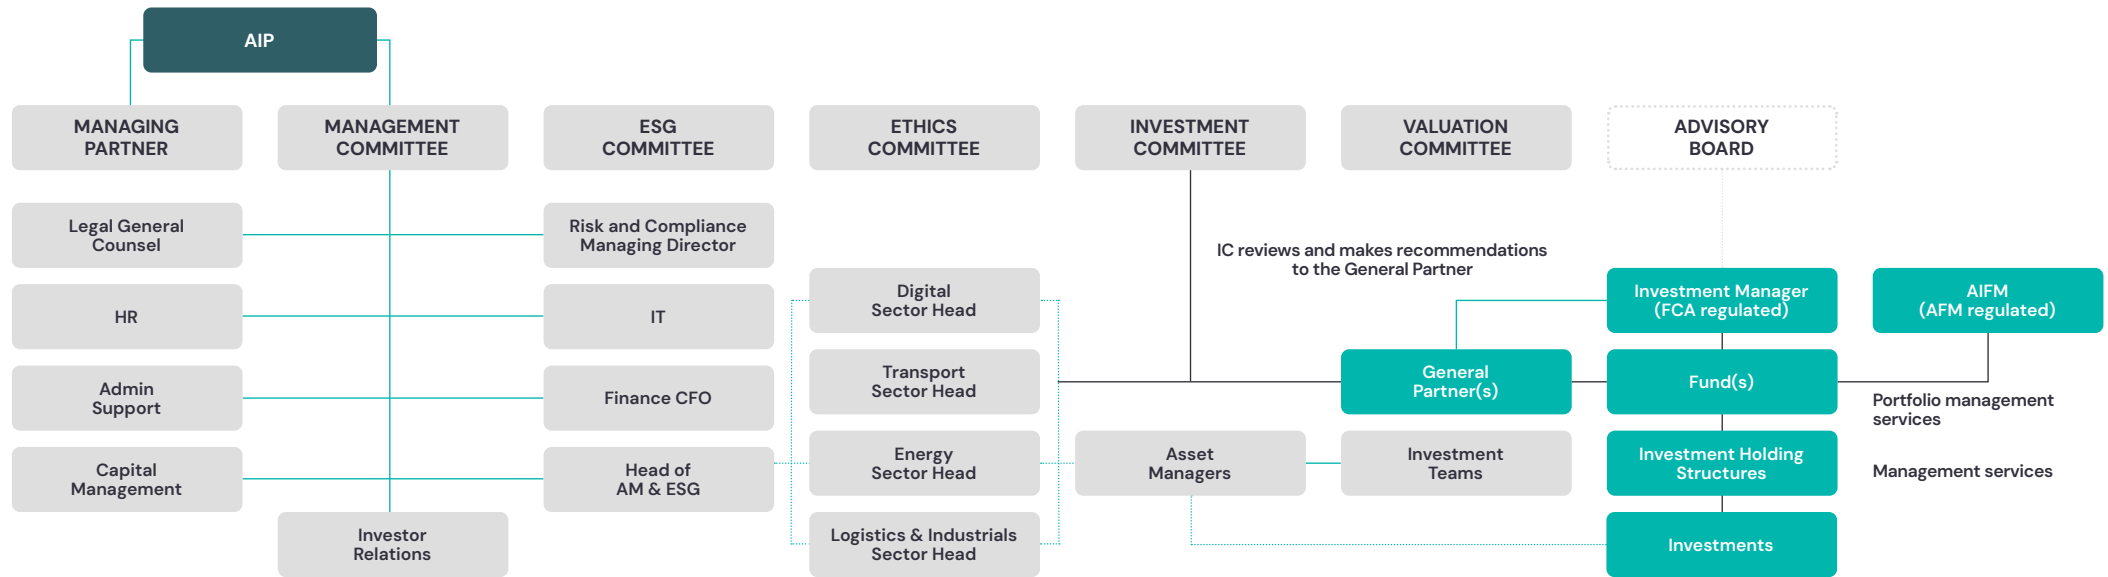 AIP
MANAGING
PARTNER
MANAGEMENT
COMMITTEE
ESG
COMMITTEE
ETHICS
COMMITTEE
INVESTMENT
COMMITTEE
VALUATION
COMMITTEE
ADVISORY
BOARD
Legal General
Counsel
Risk and Compliance
Managing Director
IC reviews and makes recommendations
to the General Partner
Digital
Sector Head
Investment Manager
(FCA regulated)
AIFM
(AFM regulated)
HR
IT
Transport
Sector Head
General
Partner(s)
Fund(s)
Admin
Support
Finance CFO
Portfolio management
services
Energy
Sector Head
Asset
Managers
Investment
Teams
Investment Holding
Structures
Management services
Capital
Management
Head of
AM & ESG
Investor
Relations
Logistics & Industrials
Sector Head
Investments